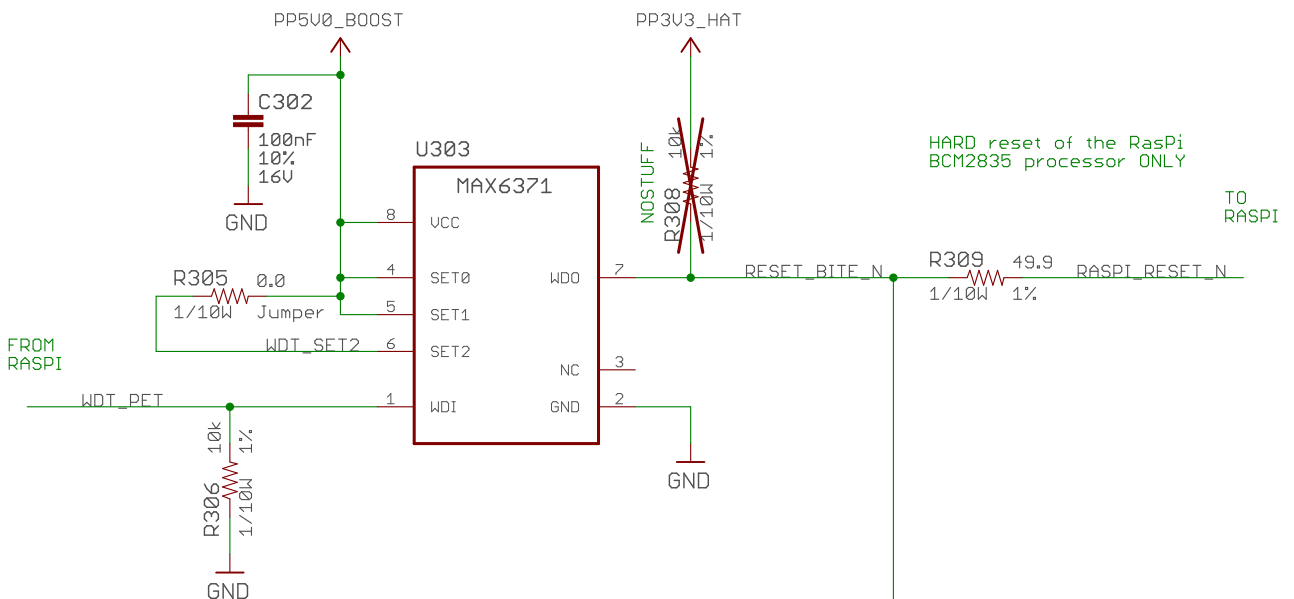 PP5V0_BOOST
PP3V3_HAT
C302
100nF
10%
16V
GND
U303
MAX6371
NOSTUFF
R308
10k
1%
1/10W
HARD reset of the RasPi
BCM2835 processor ONLY
TO
RASPI
8
VCC
4
SET0
5
SET1
6
SET2
1
WDI
WDO
7
NC
3
GND
2
R305
0.0
1/10W
Jumper
WDT_SET2
RESET_BITE_N
R309
49.9
1/10W
1%
RASPI_RESET_N
FROM
RASPI
WDT_PET
10k
1%
R306
1/10W
GND
GND